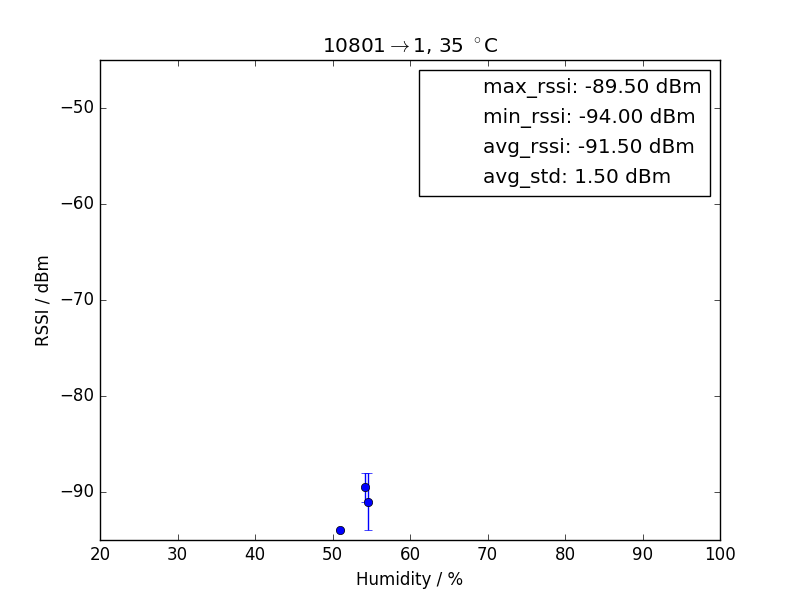 10801→1, 35 °C
max_rssi: -89.50 dBm
min_rssi: -94.00 dBm
avg_rssi: -91.50 dBm
avg_std: 1.50 dBm
RSSI / dBm
−50
−60
−70
−80
−90
20 30 40 50 60 70 80 90 100
Humidity / %